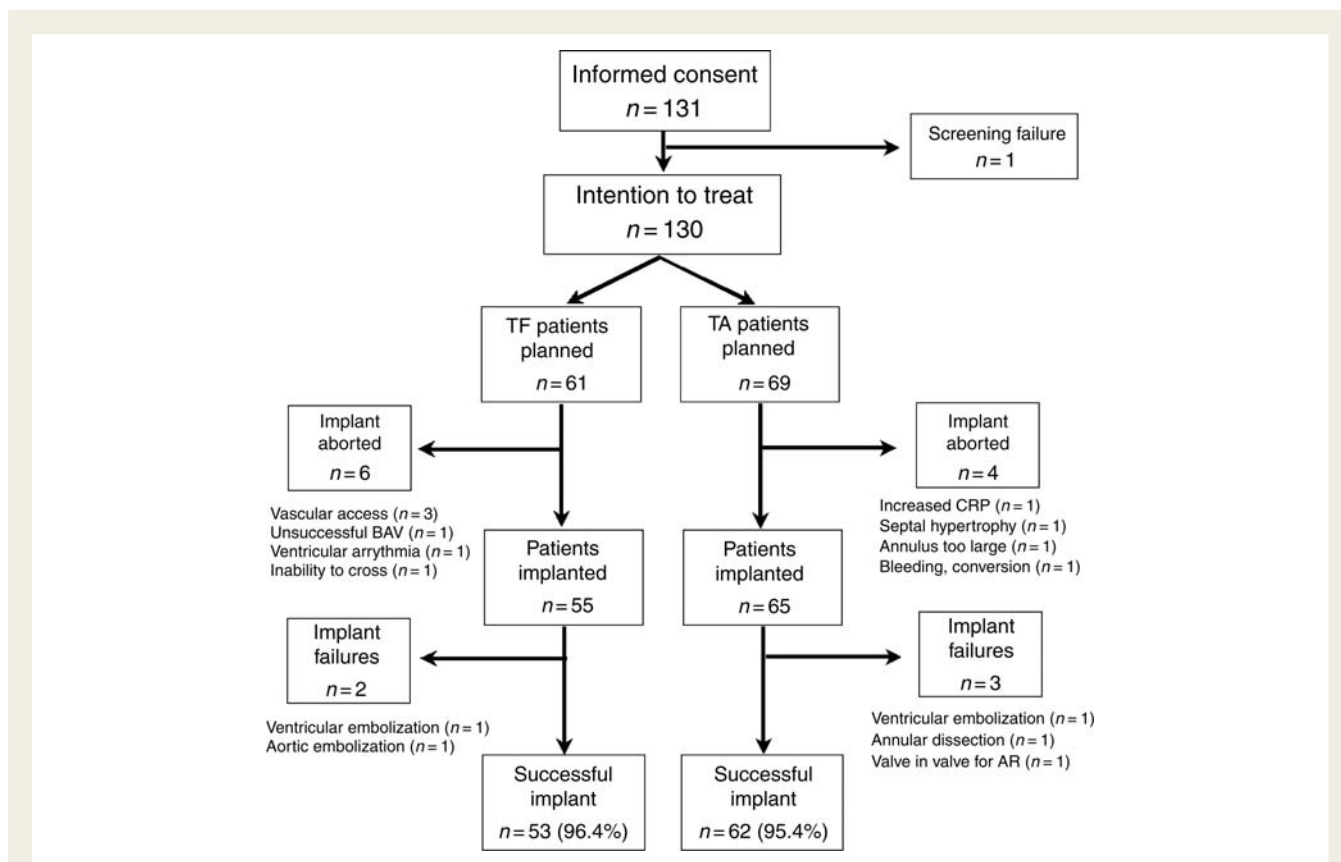 Informed consent
n = 131
Screening failure
n = 1
Intention to treat
n = 130
TF patients
planned
n = 61
TA patients
planned
n = 69
Implant
aborted
n = 6
Vascular access (n = 3)
Unsuccessful BAV (n = 1)
Ventricular arrythmia (n = 1)
Inability to cross (n = 1)
Implant
aborted
n = 4
Increased CRP (n = 1)
Septal hypertrophy (n = 1)
Annulus too large (n = 1)
Bleeding, conversion (n = 1)
Patients
implanted
n = 55
Patients
implanted
n = 65
Implant
failures
n = 2
Ventricular embolization (n = 1)
Aortic embolization (n = 1)
Implant
failures
n = 3
Ventricular embolization (n = 1)
Annular dissection (n = 1)
Valve in valve for AR (n = 1)
Successful
implant
n = 53 (96.4%)
Successful
implant
n = 62 (95.4%)